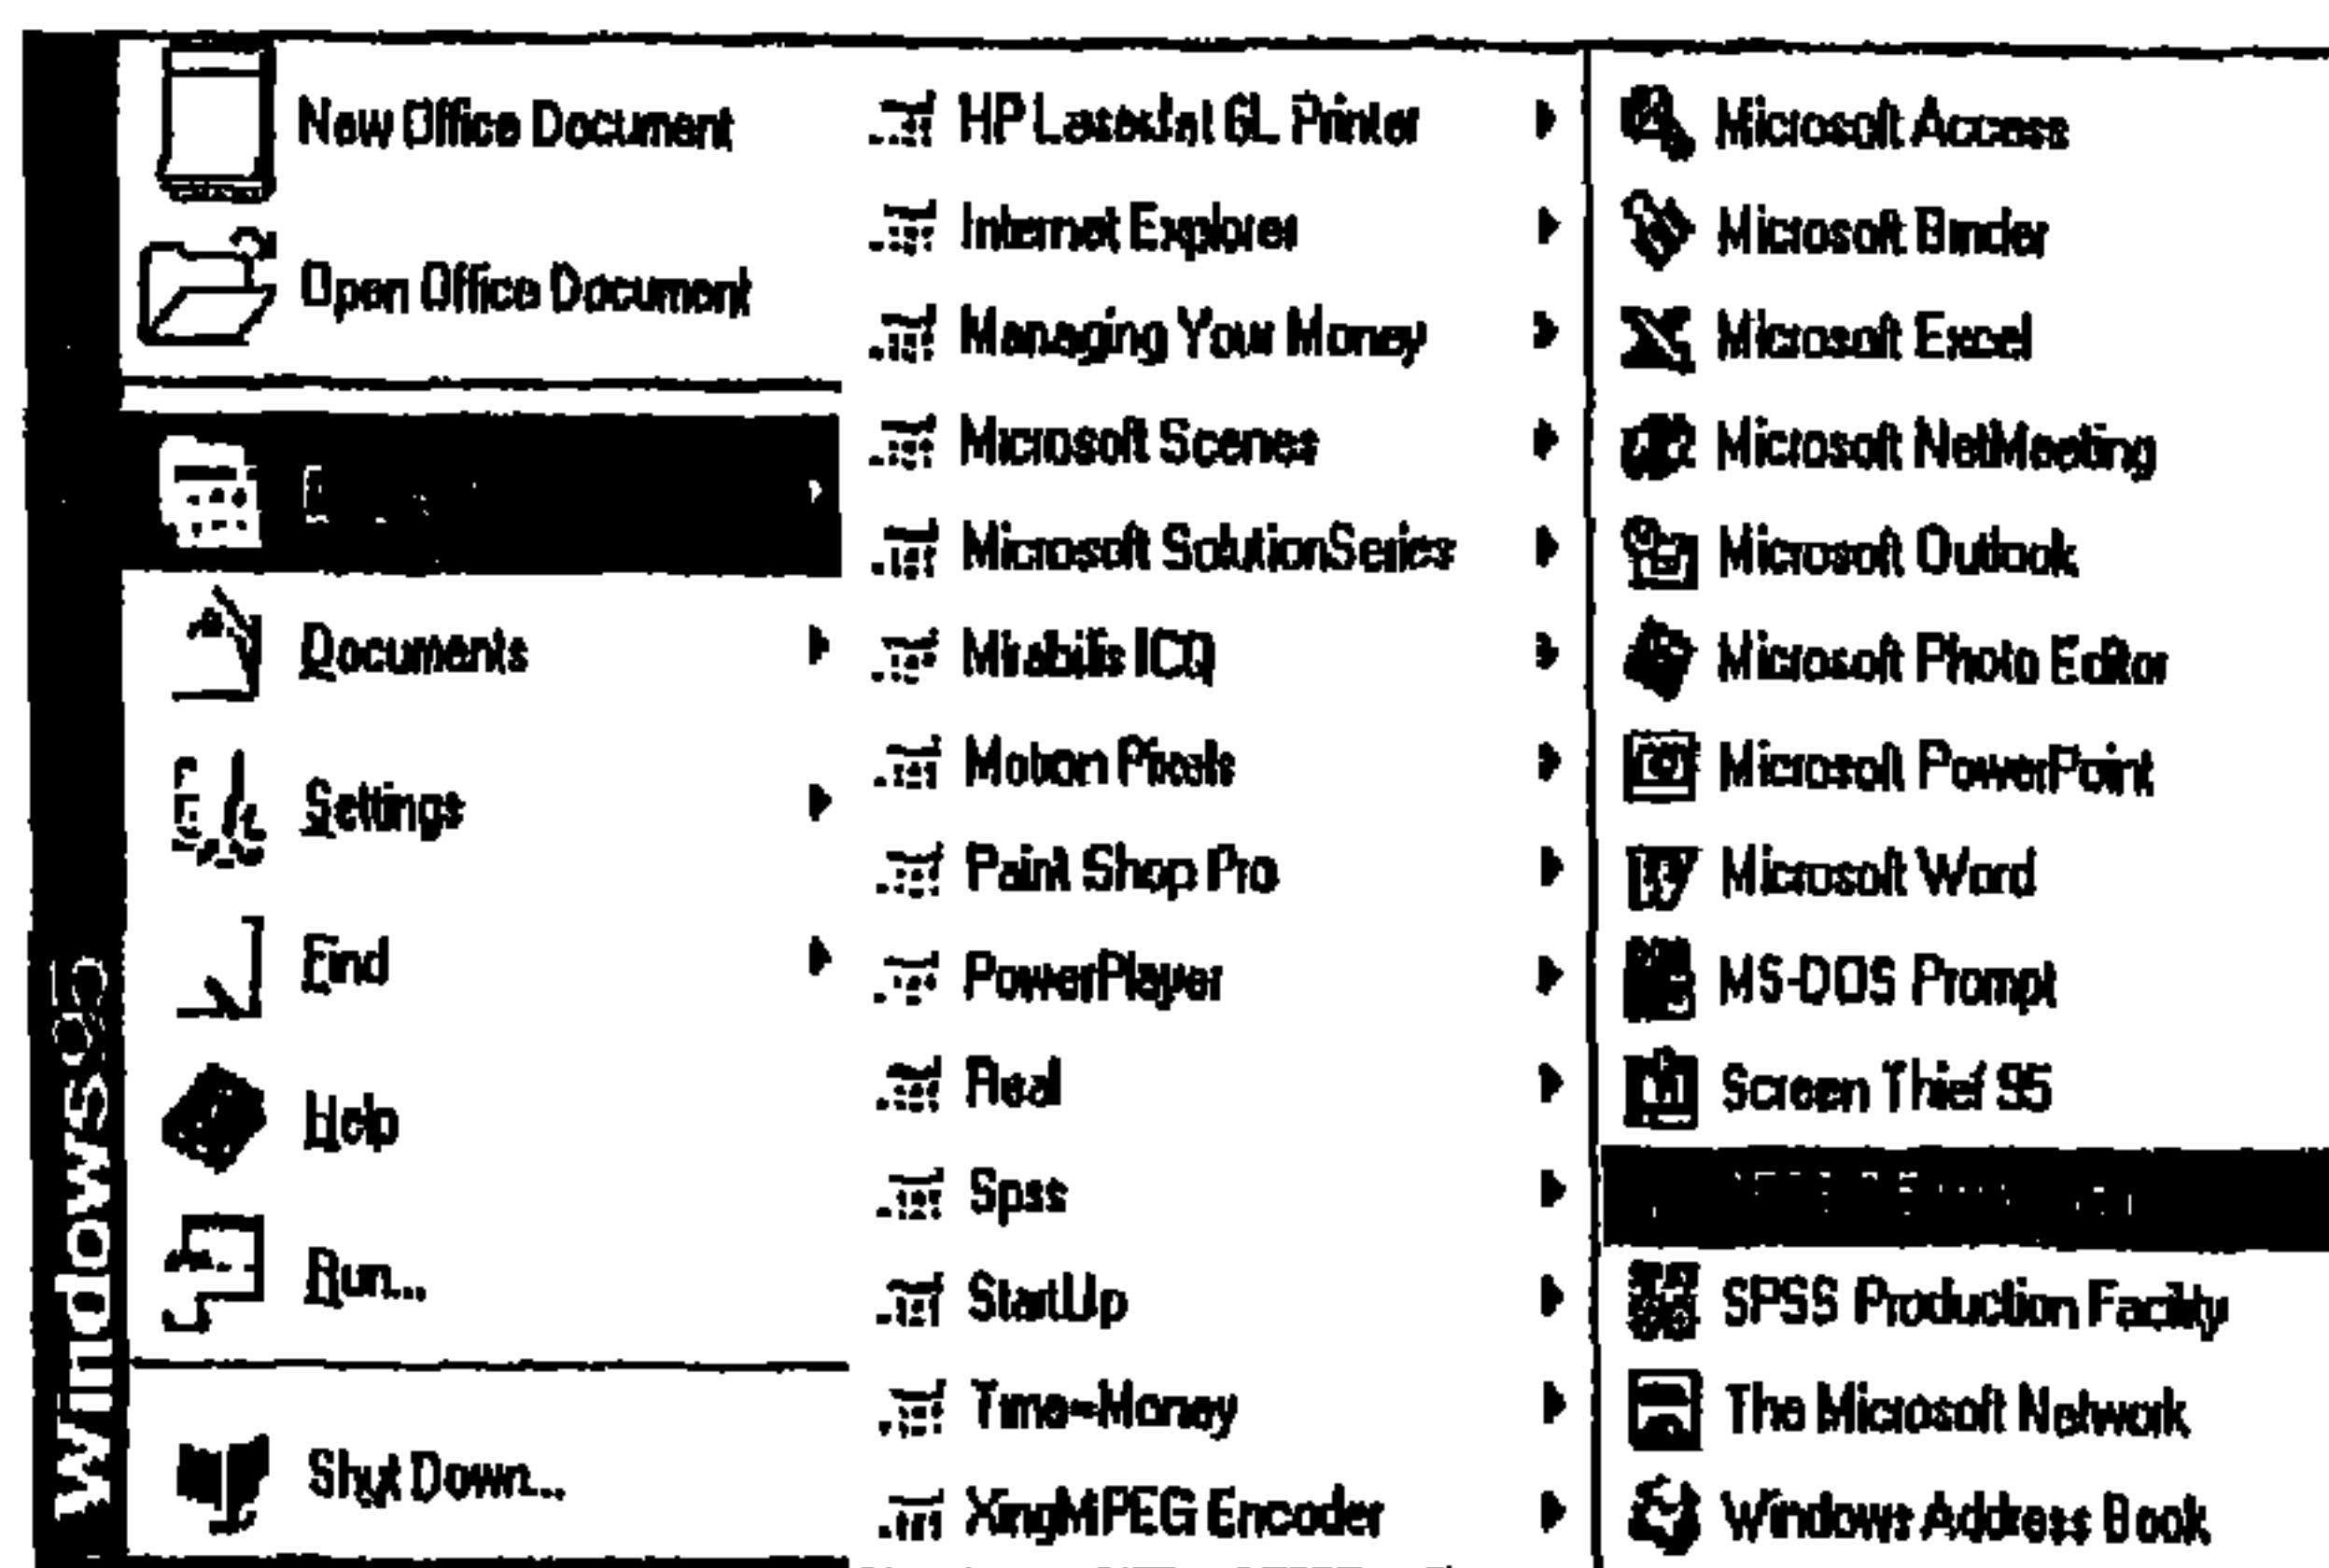 New Office Document
Open Office Document
Documents
Settings
Find
Help
Run...
Shut Down...
Windows95
HP LaserJet 6L Printer
Internet Explorer
Managing Your Money
Microsoft Scenes
Microsoft SolutionSeries
Mirabilis ICQ
Motion Pixels
Paint Shop Pro
PowerPlayer
Real
Spss
StartUp
Time-Money
XingMPEG Encoder
Microsoft Access
Microsoft Binder
Microsoft Excel
Microsoft NetMeeting
Microsoft Outlook
Microsoft Photo Editor
Microsoft PowerPoint
Microsoft Word
MS-DOS Prompt
Screen Thief 95
SPSS Production Facility
The Microsoft Network
Windows Address Book